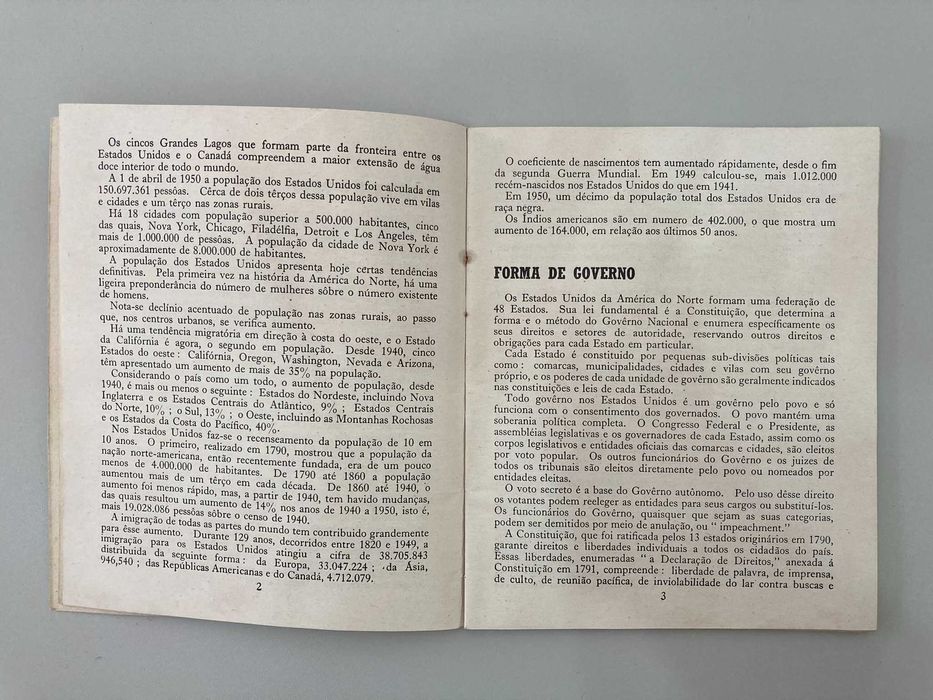 Os cincos Grandes Lagos que formam parte da fronteira entre os
Estados Unidos e o Canadá compreendem a maior extensão de água
doce interior de todo o mundo.
A 1 de abril de 1950 a população dos Estados Unidos foi calculada em
150.697.361 pessôas. Cêrca de dois têrços dessa população vive em vilas
e cidades e um têrço nas zonas rurais.
Há 18 cidades com população superior a 500.000 habitantes, cinco
das quais, Nova York, Chicago, Filadélfia, Detroit e Los Angeles, têm
mais de 1.000.000 de pessôas. A população da cidade de Nova York é
aproximadamente de 8.000.000 de habitantes.
A população dos Estados Unidos apresenta hoje certas tendências
definitivas. Pela primeira vez na história da América do Norte, há uma
ligeira preponderância do número de mulheres sôbre o número existente
de homens.
Nota-se declínio acentuado de população nas zonas rurais, ao passo
que, nos centros urbanos, se verifica aumento.
Há uma tendência migratória em direção à costa do oeste, e o Estado
da Califórnia é agora, o segundo em população. Desde 1940, cinco
Estados do oeste : Califórnia, Oregon, Washington, Nevada e Arizona,
têm apresentado um aumento de mais de 35% na população.
Considerando o país como um todo, o aumento de população, desde
1940, é mais ou menos o seguinte : Estados do Nordeste, incluindo Nova
Inglaterra e os Estados Centrais do Atlântico, 9% ; Estados Centrais
do Norte, 10% ; o Sul, 13% ; o Oeste, incluindo as Montanhas Rochosas
e os Estados da Costa do Pacífico, 40%.
Nos Estados Unidos faz-se o recenseamento da população de 10 em
10 anos. O primeiro, realizado em 1790, mostrou que a população da
nação norte-americana, então recentemente fundada, era de um pouco
menos de 4.000.000 de habitantes. De 1790 até 1860 a população
aumentou mais de um têrço em cada década. De 1860 até 1940, o
aumento foi menos rápido, mas, a partir de 1940, tem havido mudanças,
das quais resultou um aumento de 14% nos anos de 1940 a 1950, isto é,
mais 19.028.086 pessôas sôbre o censo de 1940.
A imigração de todas as partes do mundo tem contribuido grandemente
para êsse aumento. Durante 129 anos, decorridos entre 1820 e 1949, a
imigração para os Estados Unidos atingiu a cifra de 38.705.843
distribuida da seguinte forma : da Europa, 33.047.224 ; da Ásia,
946,540 ; das Repúblicas Americanas e do Canadá, 4.712.079.
2
O coeficiente de nascimentos tem aumentado rápidamente, desde o fim
da segunda Guerra Mundial. Em 1949 calculou-se, mais 1.012.000
recém-nascidos nos Estados Unidos do que em 1941.
Em 1950, um décimo da população total dos Estados Unidos era de
raça negra.
Os Índios americanos são em numero de 402.000, o que mostra um
aumento de 164.000, em relação aos últimos 50 anos.
FORMA DE GOVERNO
Os Estados Unidos da América do Norte formam uma federação de
48 Estados. Sua lei fundamental é a Constituição, que determina a
forma e o método do Govêrno Nacional e enumera específicamente os
seus direitos e setores de autoridade, reservando outros direitos e
obrigações para cada Estado em particular.
Cada Estado é constituido por pequenas sub-divisões políticas tais
como : comarcas, municipalidades, cidades e vilas com seu govêrno
próprio, e os poderes de cada unidade de govêrno são geralmente indicados
nas constituições e leis de cada Estado.
Todo govêrno nos Estados Unidos é um govêrno pelo povo e só
funciona com o consentimento dos governados. O povo mantém uma
soberania política completa. O Congresso Federal e o Presidente, as
assembléias legislativas e os governadores de cada Estado, assim como os
corpos legislativos e entidades oficiais das comarcas e cidades, são eleitos
por voto popular. Os outros funcionários do Govêrno e os juizes de
todos os tribunais são eleitos diretamente pelo povo ou nomeados por
entidades eleitas.
O voto secreto é a base do Govêrno autônomo. Pelo uso dêsse direito
os votantes podem reeleger as entidades para seus cargos ou substituí-los.
Os funcionários do Govêrno, quaisquer que sejam as suas categorias,
podem ser demitidos por meio de anulação, ou “ impeachment.”
A Constituição, que foi ratificada pelos 13 estados originários em 1790,
garante direitos e liberdades individuais a todos os cidadãos do país.
Essas liberdades, enumeradas “ a Declaração de Direitos,” anexada á
Constituição em 1791, compreende : liberdade de palavra, de imprensa,
de culto, de reunião pacífica, de inviolabilidade do lar contra buscas e
3